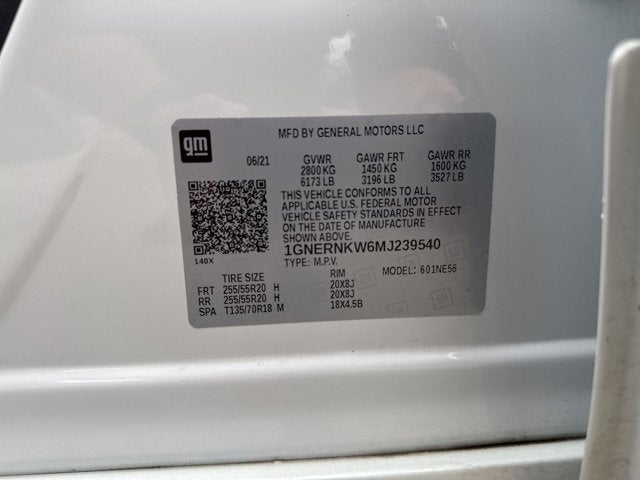 gm
MFD BY GENERAL MOTORS LLC
06/21 GVWR GAWR FRT GAWR RR
2800 KG 1450 KG 1600 KG
6173 LB 3196 LB 3527 LB
THIS VEHICLE CONFORMS TO ALL
APPLICABLE U.S. FEDERAL MOTOR
VEHICLE SAFETY STANDARDS IN EFFECT
ON THE DATE OF MANUFACTURE
SHOWN ABOVE.
140X 1GNERNKW6MJ239540
TYPE: M.P.V. MODEL: 601NE56
TIRE SIZE RIM
FRT 255/55R20 H 20X8J
RR 255/55R20 H 20X8J
SPA T135/70R18 M 18X4.5B